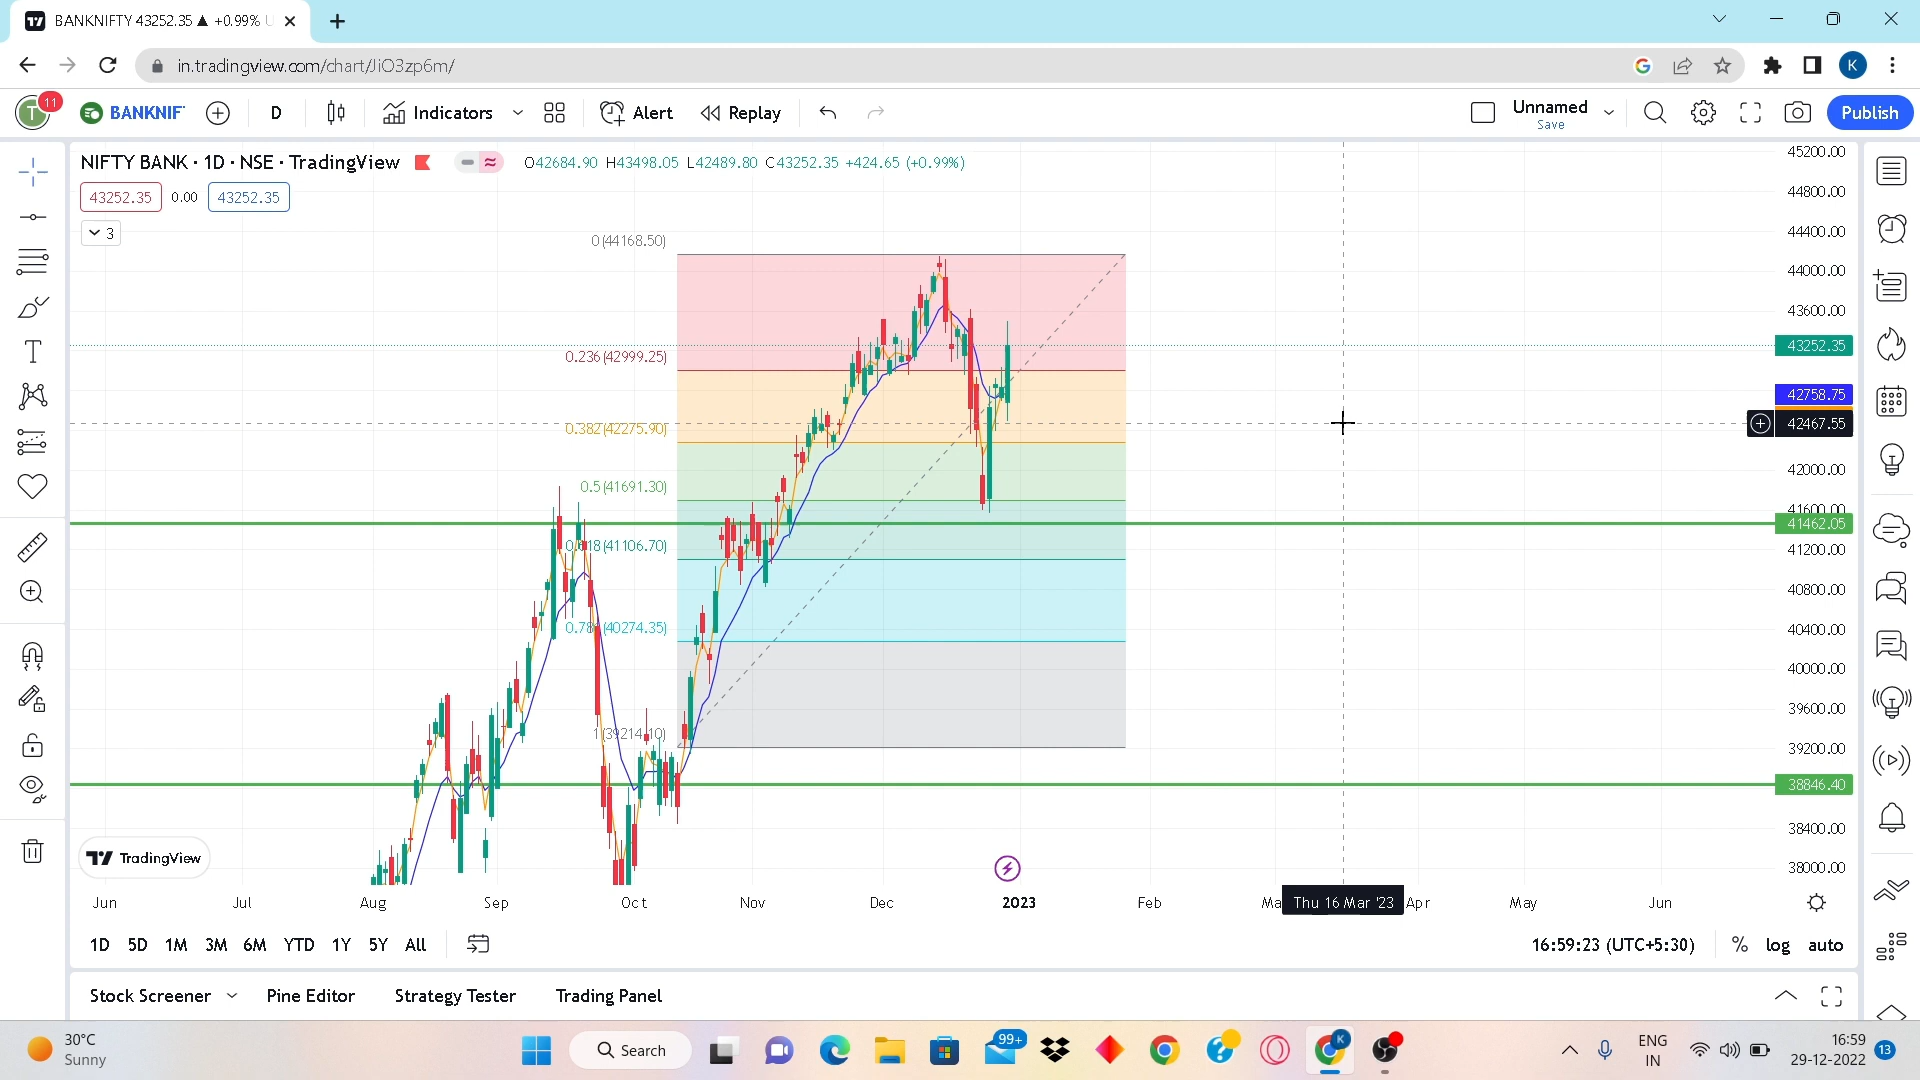 BANKNIFTY 43252.35 ▲ +0.99% U
in.tradingview.com/chart/JiO3zp6m/
K
T
11
BANKNIF
D
Indicators
Alert
Replay
Unnamed
Save
Publish
NIFTY BANK · 1D · NSE · TradingView
O42684.90 H43498.05 L42489.80 C43252.35 +424.65 (+0.99%)
43252.35
0.00
43252.35
3
0(44168.50)
0.236(42999.25)
0.382(42275.90)
0.5(41691.30)
0.618(41106.70)
0.786(40274.35)
1(39214.10)
45200.00
44800.00
44400.00
44000.00
43600.00
43252.35
42758.75
42467.55
42000.00
41600.00
41462.05
41200.00
40800.00
40400.00
40000.00
39600.00
39200.00
38846.40
38400.00
38000.00
TradingView
Jun Jul Aug Sep Oct Nov Dec 2023 Feb Ma Thu 16 Mar '23 Apr May Jun
1D 5D 1M 3M 6M YTD 1Y 5Y All
16:59:23 (UTC+5:30)
% log auto
Stock Screener
Pine Editor
Strategy Tester
Trading Panel
30°C
Sunny
Search
99+
K
ENG
IN
16:59
29-12-2022
13